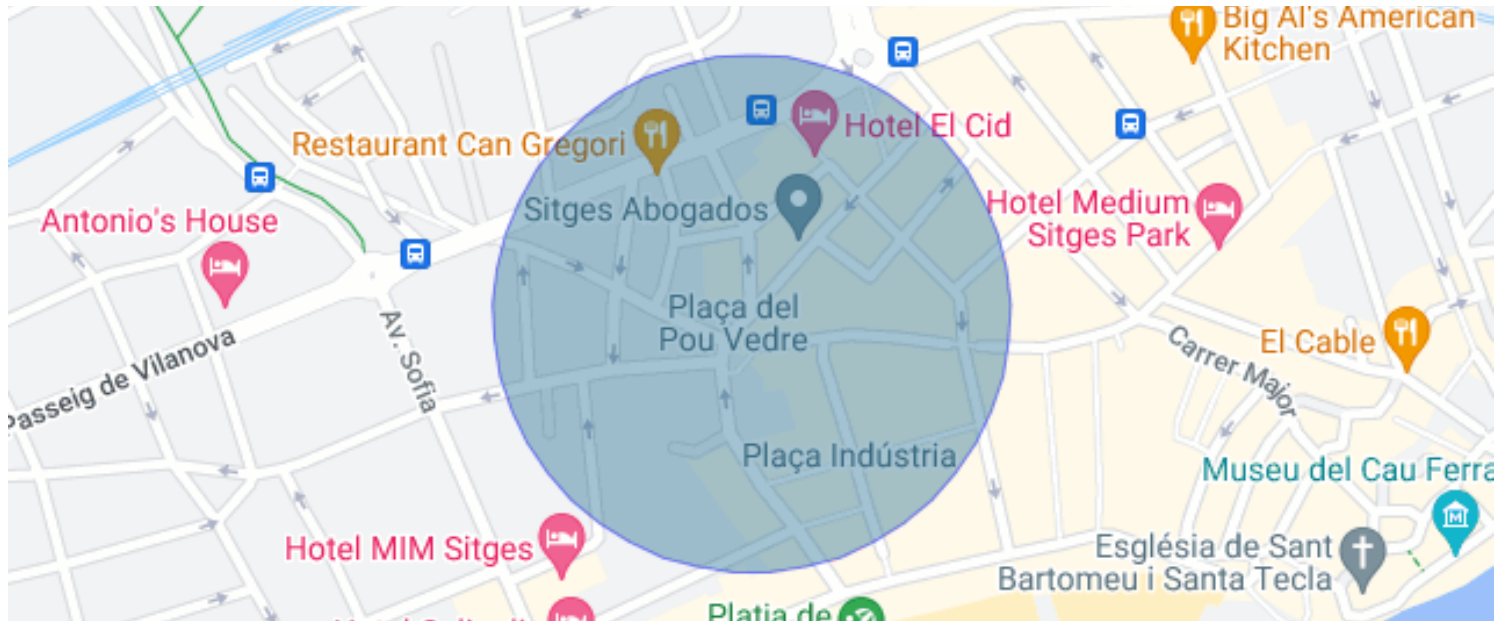 Big Al's American
Kitchen
Restaurant Can Gregori
Hotel El Cid
Sitges Abogados
Hotel Medium
Sitges Park
Antonio's House
Plaça del
Pou Vedre
Av. Sofia
Passeig de Vilanova
El Cable
Carrer Major
Plaça Indústria
Museu del Cau Ferra
M
Hotel MIM Sitges
Església de Sant
Bartomeu i Santa Tecla
Platja de